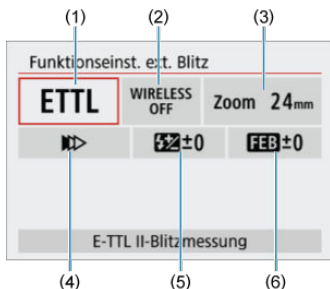 (1) (2) (3)
Funktionseinst. ext. Blitz
ETTL WIRELESS OFF Zoom 24mm
±0 FEB ±0
E-TTL II-Blitzmessung
(4) (5) (6)